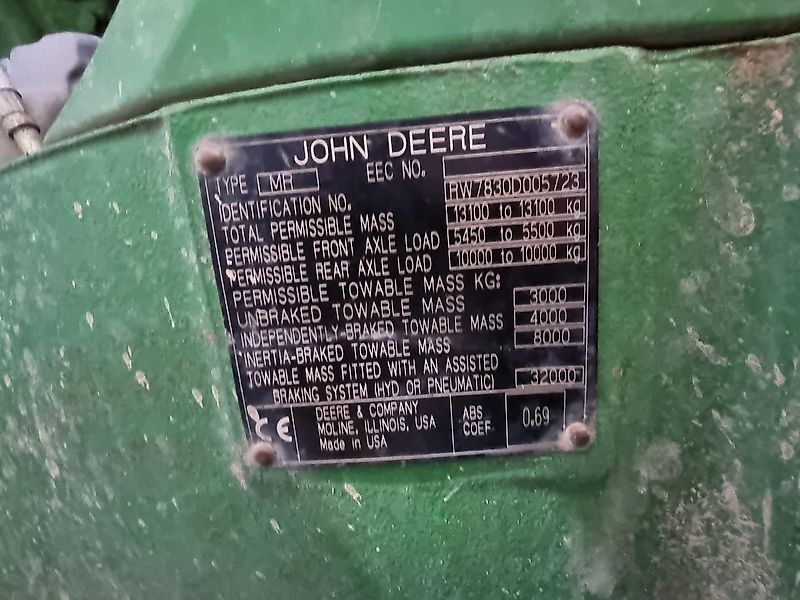 JOHN DEERE
TYPE MR EEC NO.
IDENTIFICATION NO. RW7830D005723
TOTAL PERMISSIBLE MASS 13100 to 13100 kg
PERMISSIBLE FRONT AXLE LOAD 5450 to 5500 kg
PERMISSIBLE REAR AXLE LOAD 10000 to 10000 kg
PERMISSIBLE TOWABLE MASS KG:
UNBRAKED TOWABLE MASS 3000
INDEPENDENTLY-BRAKED TOWABLE MASS 4000
INERTIA-BRAKED TOWABLE MASS 8000
TOWABLE MASS FITTED WITH AN ASSISTED
BRAKING SYSTEM (HYD OR PNEUMATIC) 32000
CE
DEERE & COMPANY
MOLINE, ILLINOIS, USA
Made in USA
ABS
COEF
0.69